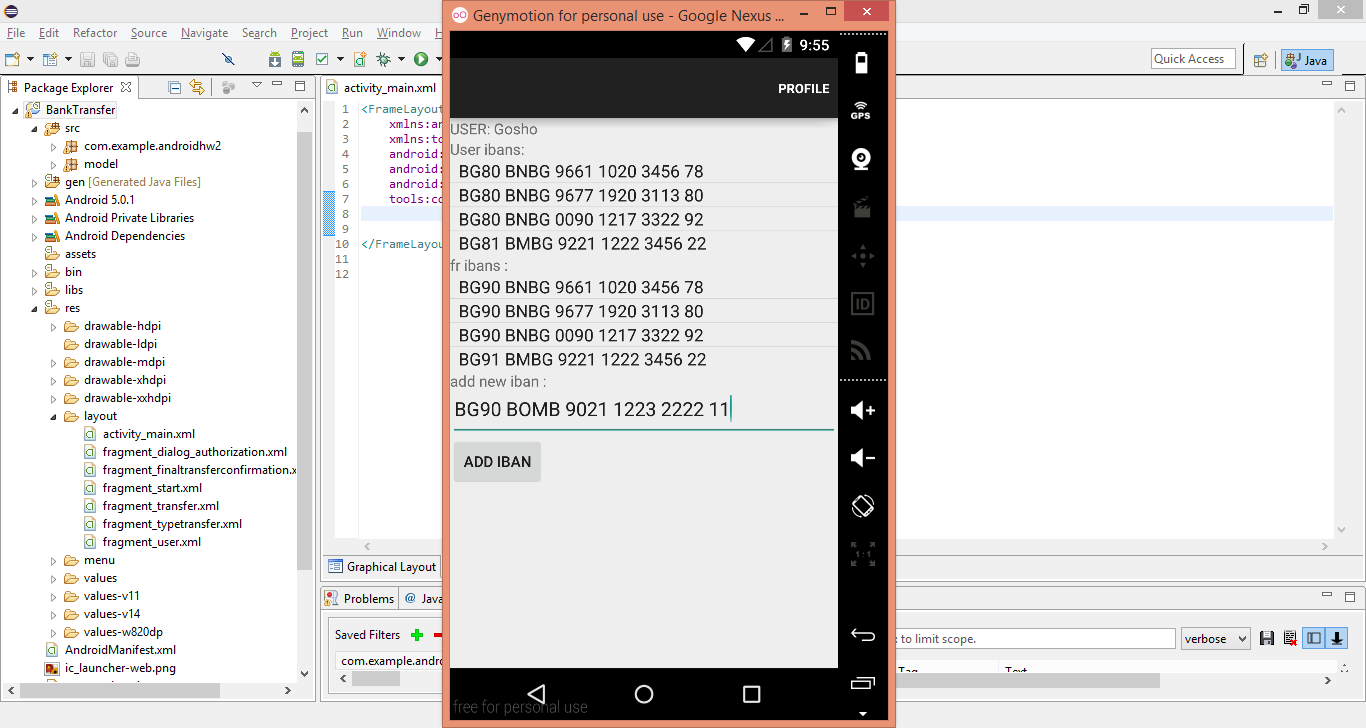 Genymotion for personal use - Google Nexus ...
File Edit Refactor Source Navigate Search Project Run Window
Quick Access
Java
Package Explorer
BankTransfer
src
com.example.androidhw2
model
gen [Generated Java Files]
Android 5.0.1
Android Private Libraries
Android Dependencies
assets
bin
libs
res
drawable-hdpi
drawable-ldpi
drawable-mdpi
drawable-xhdpi
drawable-xxhdpi
layout
activity_main.xml
fragment_dialog_authorization.xml
fragment_finaltransferconfirmation.x
fragment_start.xml
fragment_transfer.xml
fragment_typetransfer.xml
fragment_user.xml
menu
values
values-v11
values-v14
values-w820dp
AndroidManifest.xml
ic_launcher-web.png
activity_main.xml
1 <FrameLayout
2 xmlns:an
3 xmlns:to
4 android:
5 android:
6 android:
7 tools:co
8
9
10 </FrameLayou
11
12
Graphical Layout
Problems
@ Java
Saved Filters
com.example.andro
9:55
PROFILE
USER: Gosho
User ibans:
BG80 BNBG 9661 1020 3456 78
BG80 BNBG 9677 1920 3113 80
BG80 BNBG 0090 1217 3322 92
BG81 BMBG 9221 1222 3456 22
fr ibans :
BG90 BNBG 9661 1020 3456 78
BG90 BNBG 9677 1920 3113 80
BG90 BNBG 0090 1217 3322 92
BG91 BMBG 9221 1222 3456 22
add new iban :
BG90 BOMB 9021 1223 2222 11
ADD IBAN
free for personal use
GPS
ID
1:1
: to limit scope.
verbose
Tag
Text